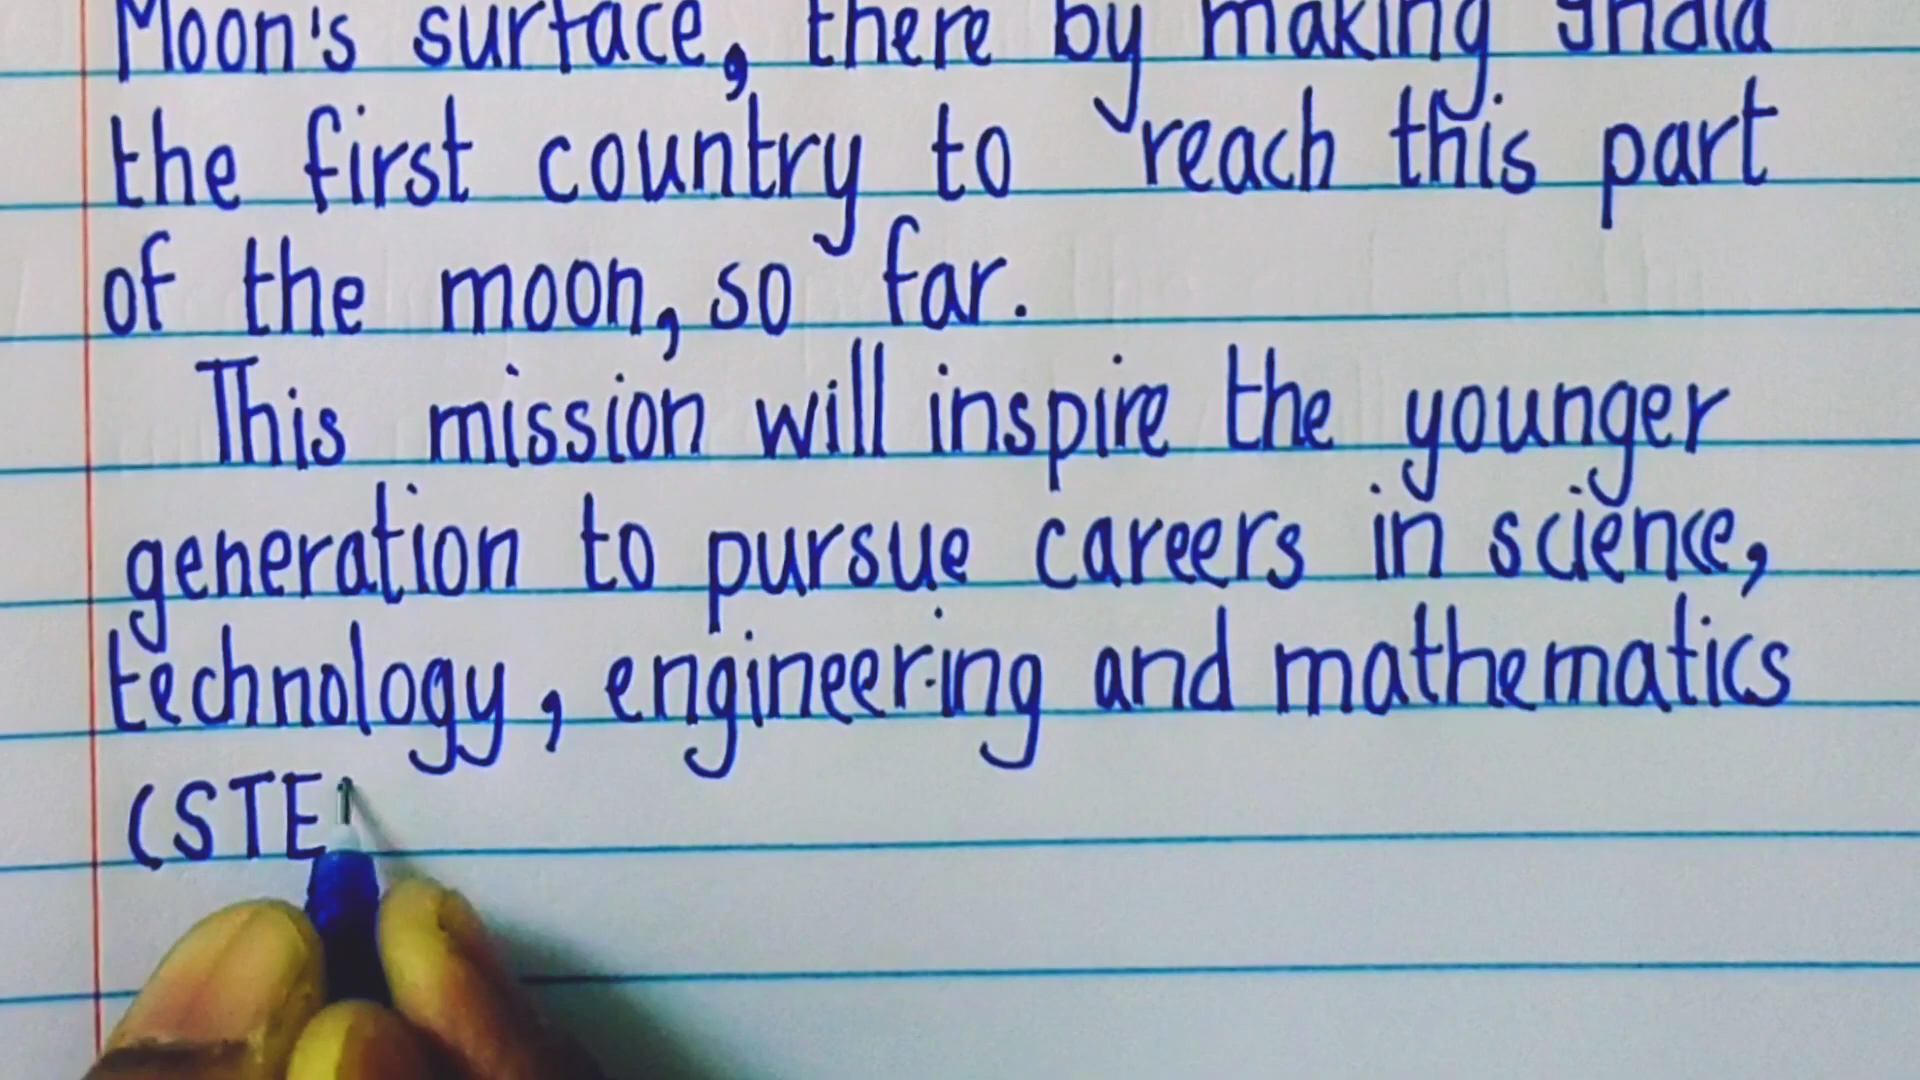 Moon's surface, there by making India
the first country to reach this part
of the moon, so far.
This mission will inspire the younger
generation to pursue careers in science,
technology, engineering and mathematics
(STE